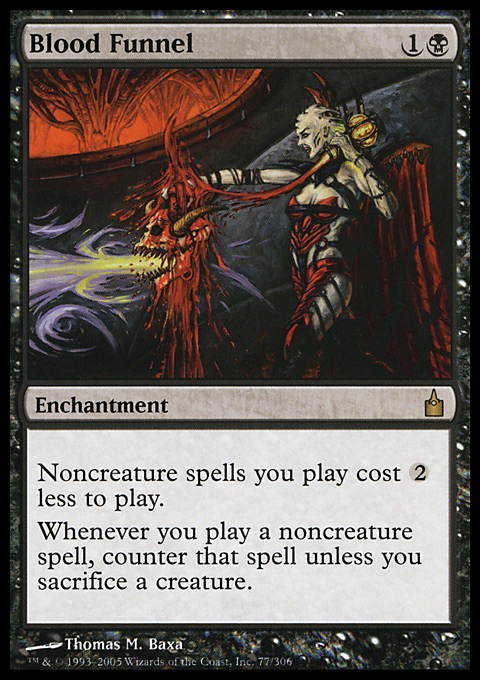 Blood Funnel 1
Enchantment
Noncreature spells you play cost 2
less to play.
Whenever you play a noncreature
spell, counter that spell unless you
sacrifice a creature.
Thomas M. Baxa
™ & © 1993–2005 Wizards of the Coast, Inc. 77/306